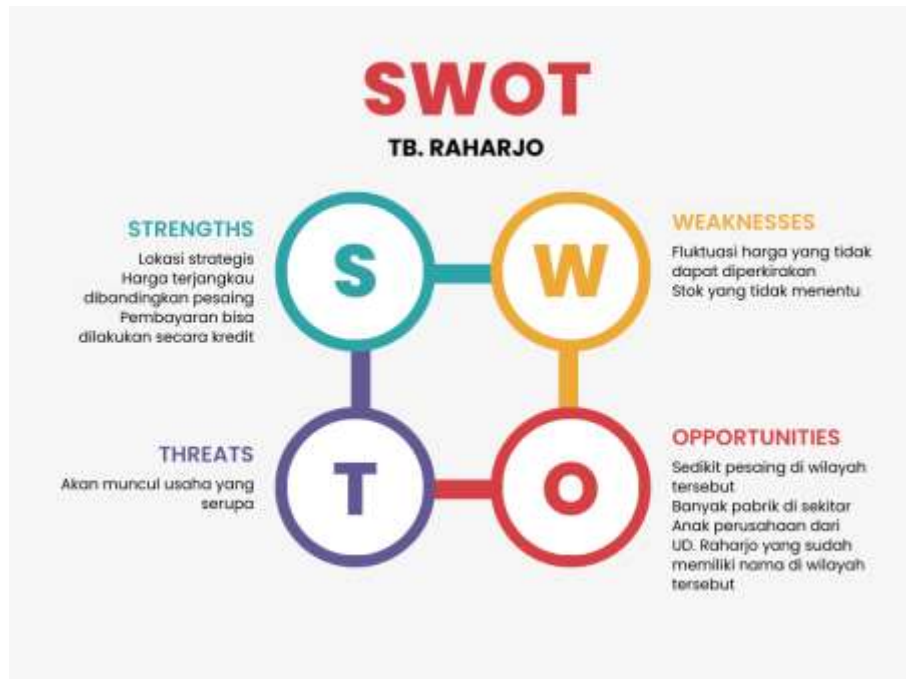 SWOT
TB. RAHARJO
STRENGTHS
Lokasi strategis
Harga terjangkau
dibandingkan pesaing
Pembayaran bisa
dilakukan secara kredit
S
W
WEAKNESSES
Fluktuasi harga yang tidak
dapat diperkirakan
Stok yang tidak menentu
THREATS
Akan muncul usaha yang
serupa
T
O
OPPORTUNITIES
Sedikit pesaing di wilayah
tersebut
Banyak pabrik di sekitar
Anak perusahaan dari
UD. Raharjo yang sudah
memiliki nama di wilayah
tersebut